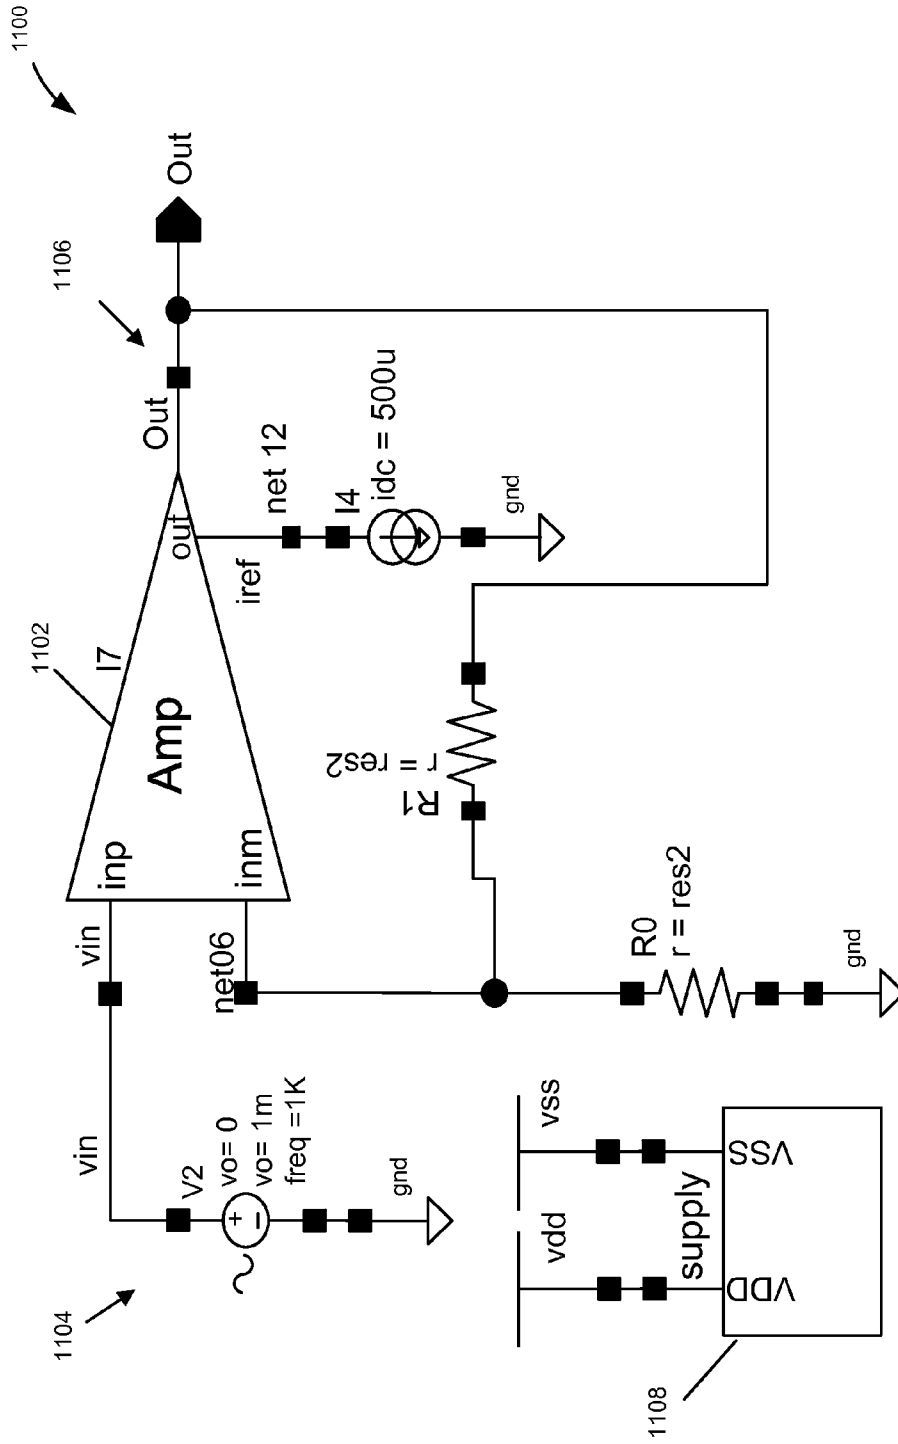 1100
1106
Out
Out
1102
I7
out
Amp
inp
inm
iref
net 12
I4
idc = 500u
gnd
vin
vin
net06
1104
V2
vo= 0
vo= 1m
freq =1K
gnd
R1
r = res2
R0
r = res2
gnd
vdd
vss
supply
VDD
VSS
1108